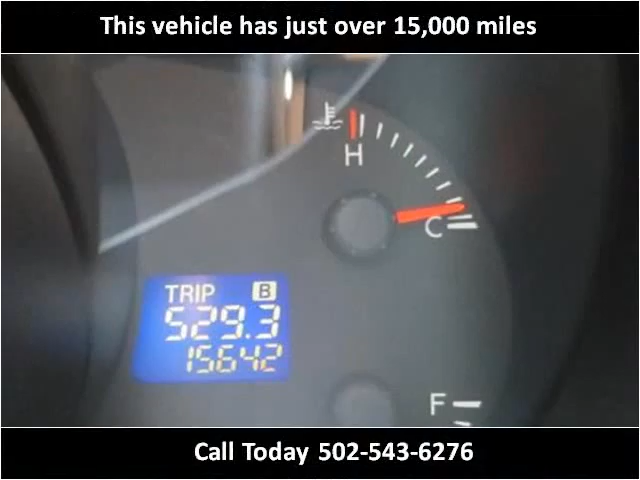 This vehicle has just over 15,000 miles
H
C
TRIP B
529.3
15642
F
Call Today 502-543-6276